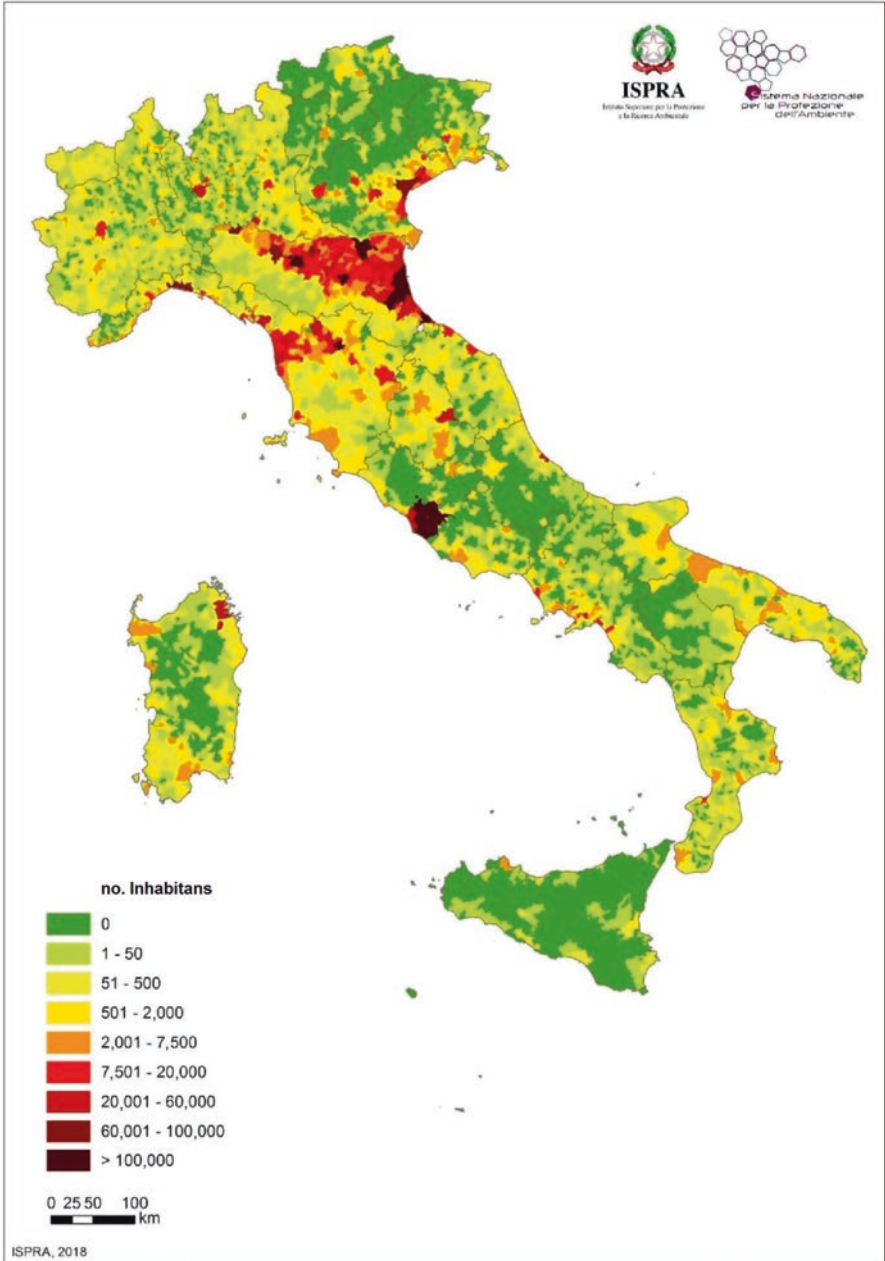 ISPRA
Istituto Superiore per la Protezione
e la Ricerca Ambientale
Sistema Nazionale
per la Protezione
dell'Ambiente
no. Inhabitans
0
1 - 50
51 - 500
501 - 2,000
2,001 - 7,500
7,501 - 20,000
20,001 - 60,000
60,001 - 100,000
> 100,000
0 25 50 100
km
ISPRA, 2018